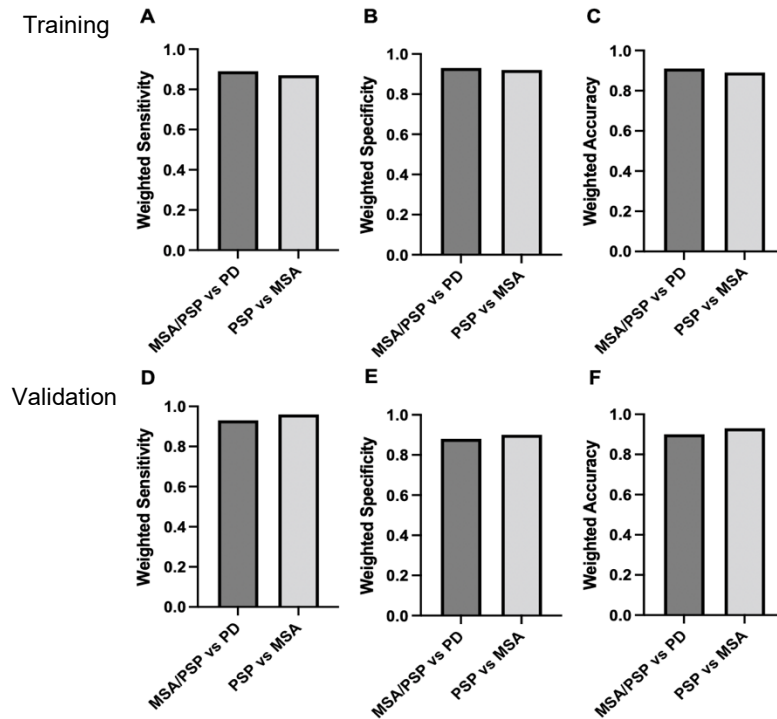 Training
A
Weighted Sensitivity
1.0
0.8
0.6
0.4
0.2
0.0
MSA/PSP vs PD
PSP vs MSA
B
Weighted Specificity
1.0
0.8
0.6
0.4
0.2
0.0
MSA/PSP vs PD
PSP vs MSA
C
Weighted Accuracy
1.0
0.8
0.6
0.4
0.2
0.0
MSA/PSP vs PD
PSP vs MSA
Validation
D
Weighted Sensitivity
1.0
0.8
0.6
0.4
0.2
0.0
MSA/PSP vs PD
PSP vs MSA
E
Weighted Specificity
1.0
0.8
0.6
0.4
0.2
0.0
MSA/PSP vs PD
PSP vs MSA
F
Weighted Accuracy
1.0
0.8
0.6
0.4
0.2
0.0
MSA/PSP vs PD
PSP vs MSA